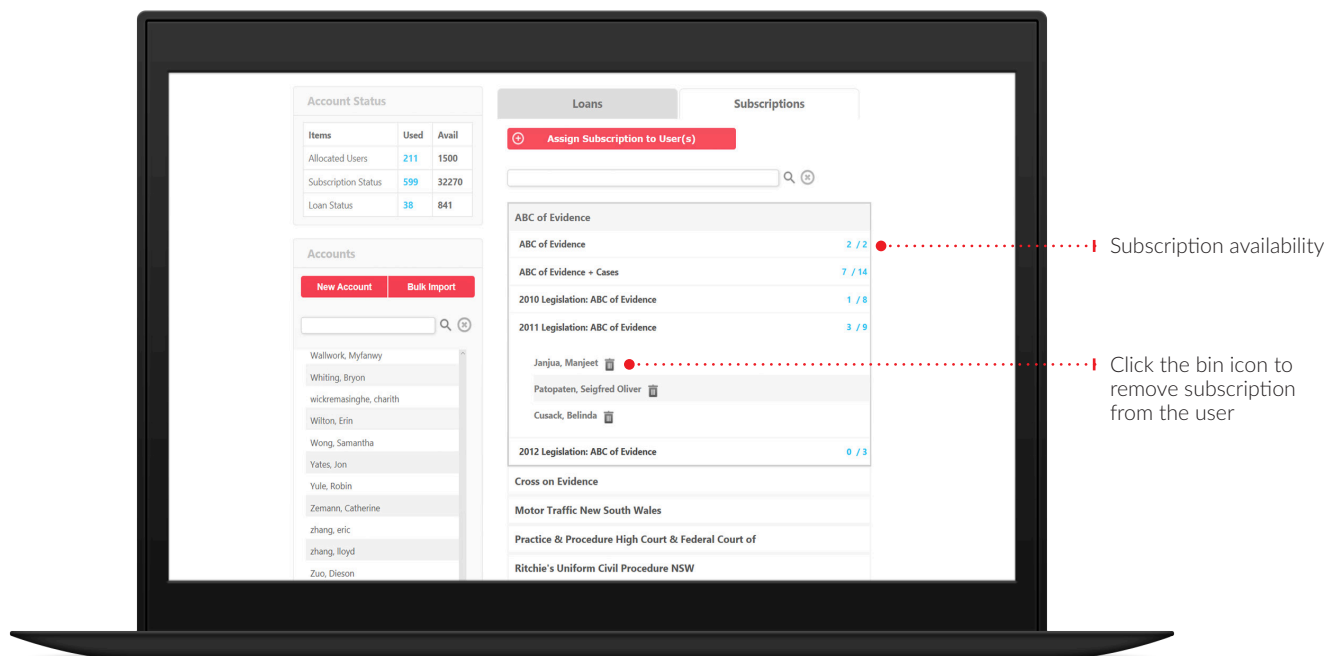 Account Status
Items Used Avail
Allocated Users 211 1500
Subscription Status 599 32270
Loan Status 38 841
Accounts
New Account Bulk Import
Wallwork, Myfanwy
Whiting, Bryon
wickremasinghe, charith
Wilton, Erin
Wong, Samantha
Yates, Jon
Yule, Robin
Zemann, Catherine
zhang, eric
zhang, lloyd
Zuo, Dieson
Loans Subscriptions
Assign Subscription to User(s)
ABC of Evidence
ABC of Evidence 2 / 2
ABC of Evidence + Cases 7 / 14
2010 Legislation: ABC of Evidence 1 / 8
2011 Legislation: ABC of Evidence 3 / 9
Janjua, Manjeet
Patopaten, Seigfred Oliver
Cusack, Belinda
2012 Legislation: ABC of Evidence 0 / 3
Cross on Evidence
Motor Traffic New South Wales
Practice & Procedure High Court & Federal Court of
Ritchie's Uniform Civil Procedure NSW
Subscription availability
Click the bin icon to
remove subscription
from the user